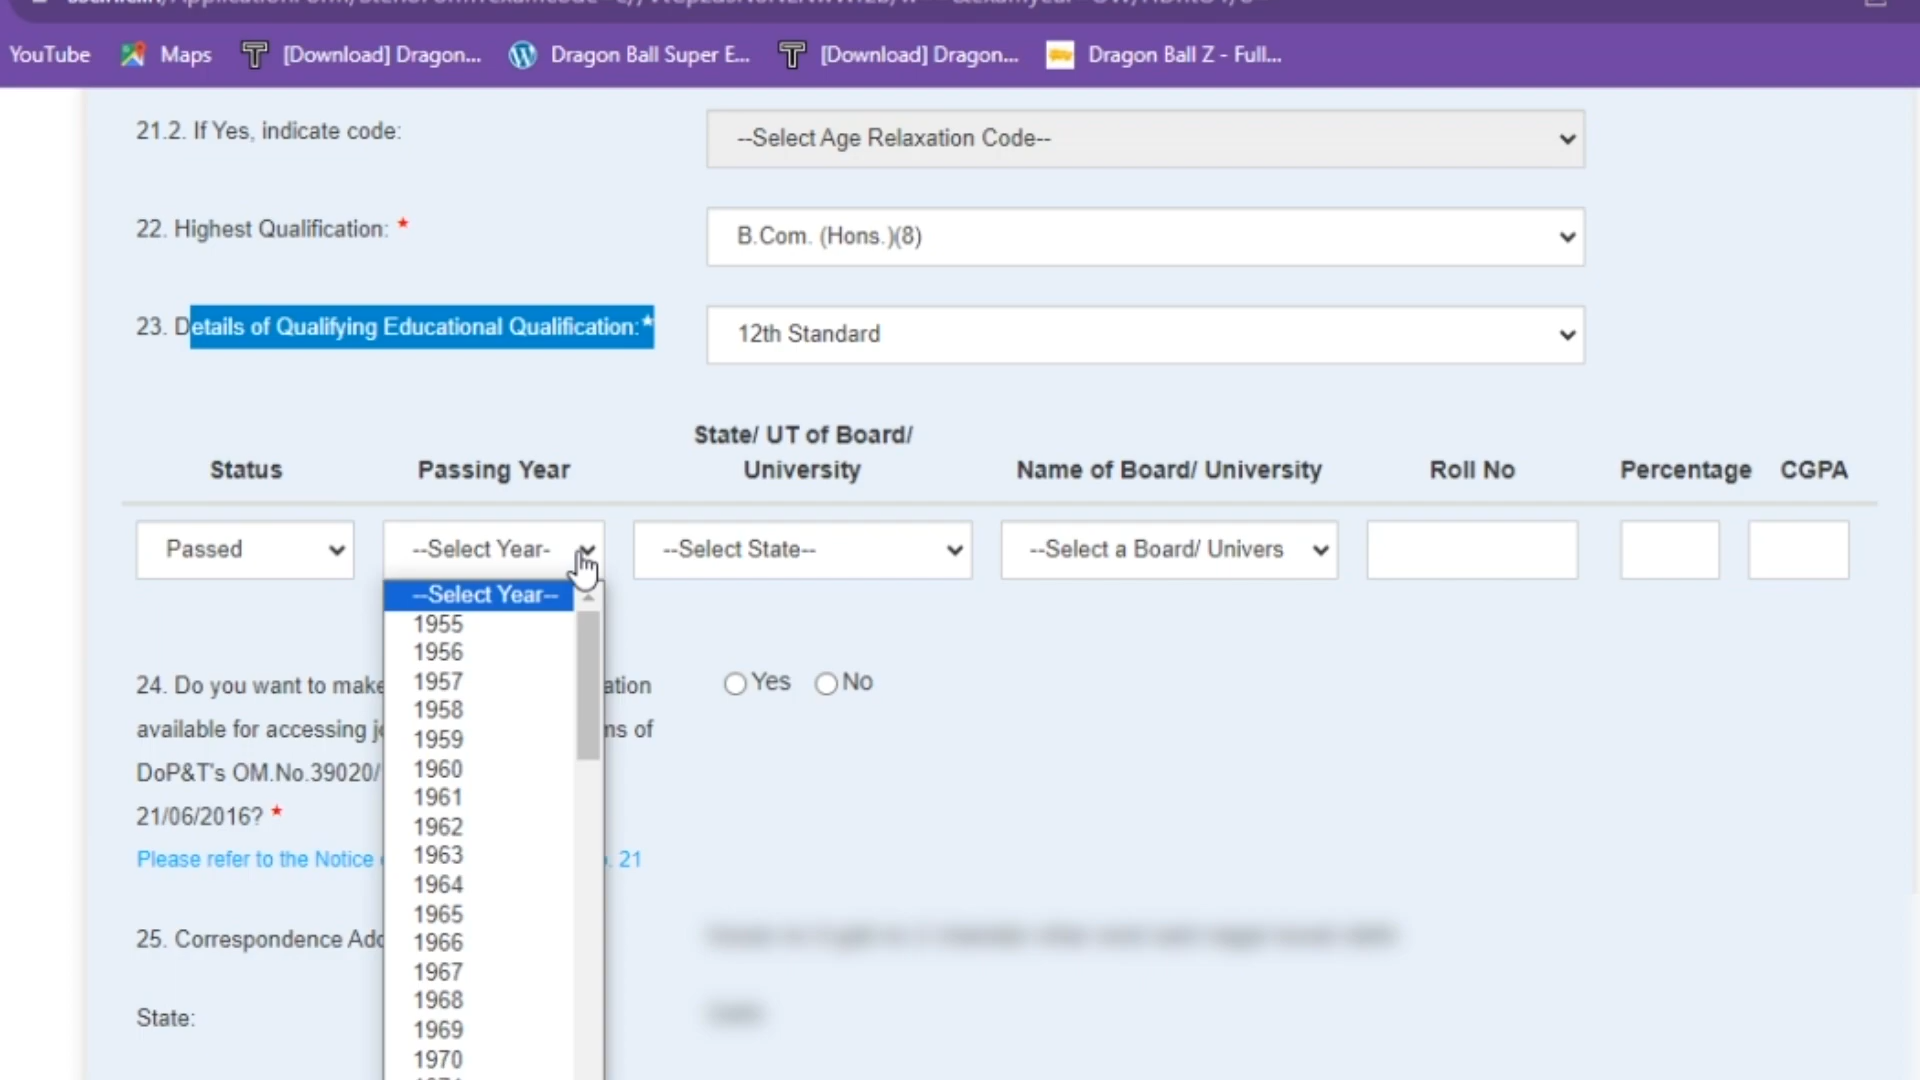 YouTube Maps [Download] Dragon... Dragon Ball Super E... [Download] Dragon... Dragon Ball Z - Full...
21.2. If Yes, indicate code: --Select Age Relaxation Code--
22. Highest Qualification: * B.Com. (Hons.)(8)
23. Details of Qualifying Educational Qualification:* 12th Standard
State/ UT of Board/
Status Passing Year University Name of Board/ University Roll No Percentage CGPA
Passed --Select Year- --Select State-- --Select a Board/ Univers
--Select Year--
1955
1956
1957
1958
1959
1960
1961
1962
1963
1964
1965
1966
1967
1968
1969
1970
24. Do you want to make ation Yes No
available for accessing ms of
DoP&T's OM.No.39020/
21/06/2016? *
Please refer to the Notice . 21
25. Correspondence Add
State: